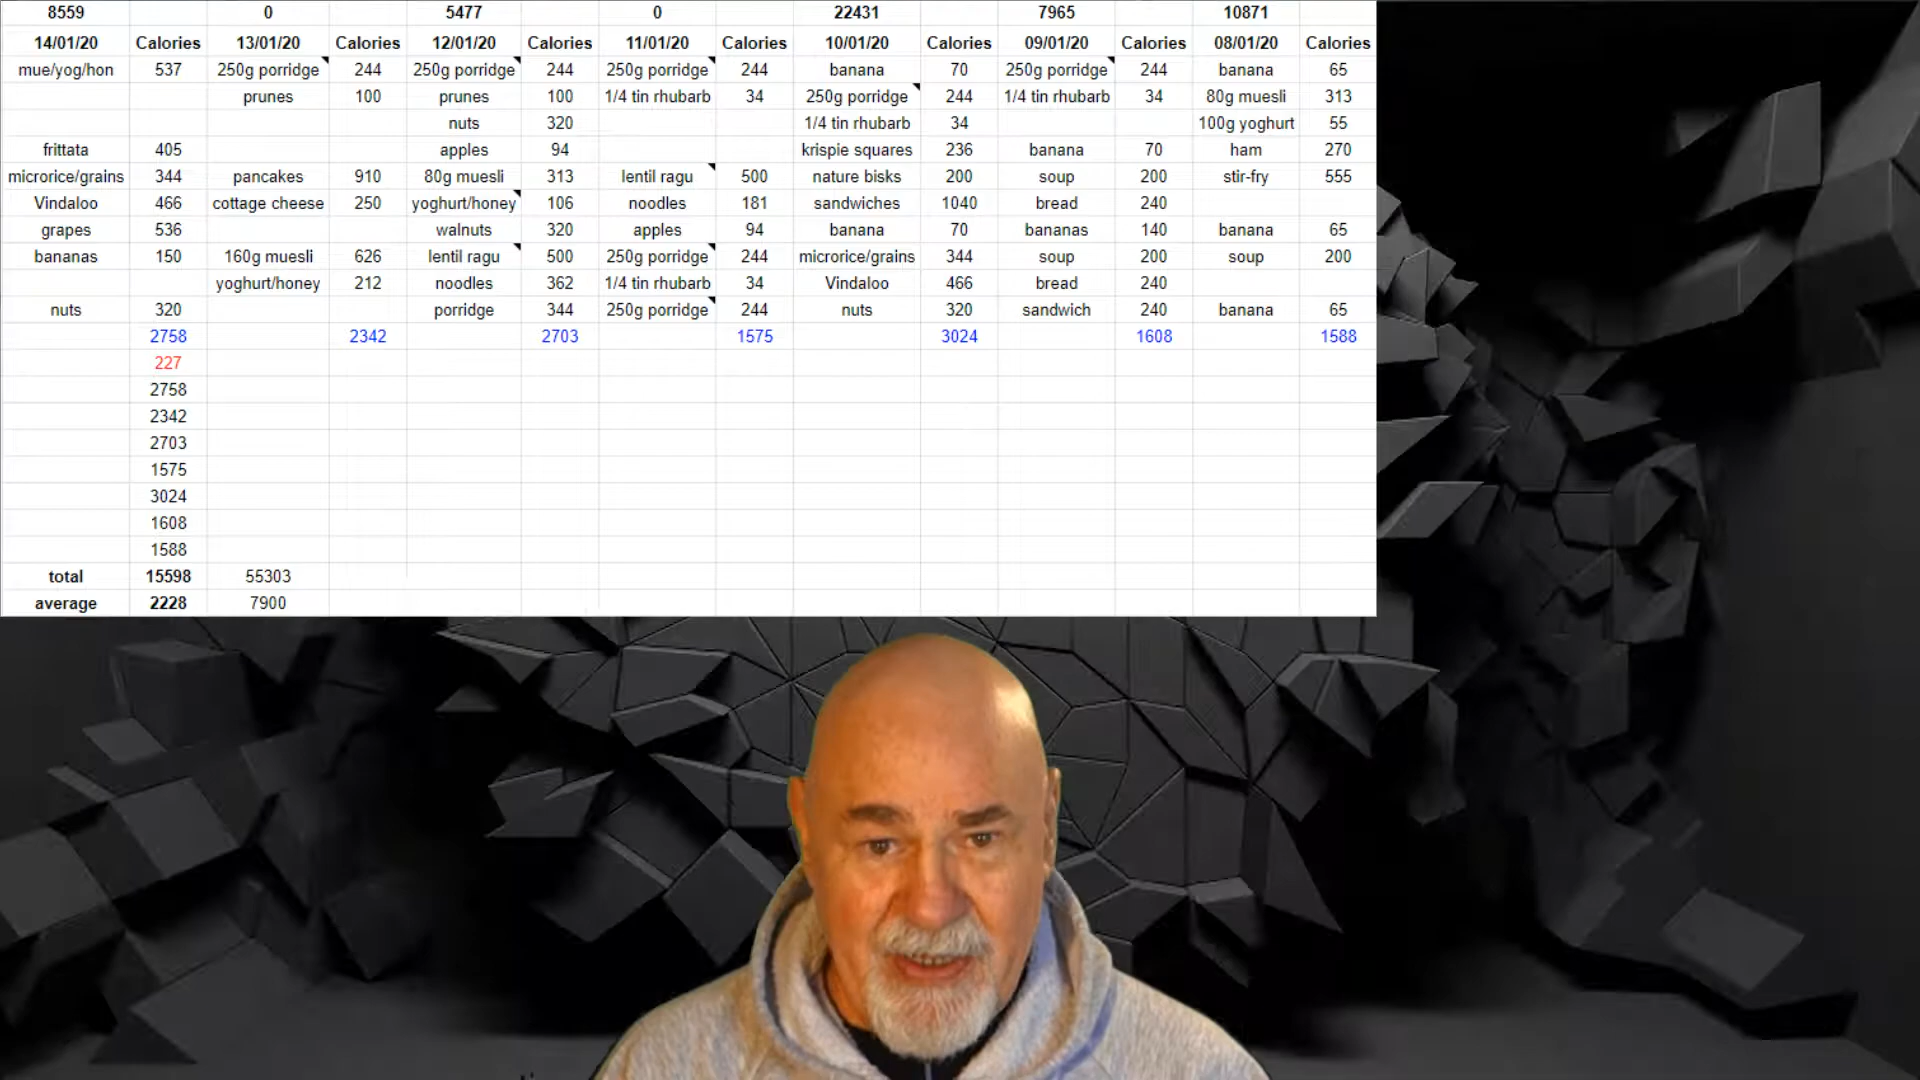 8559 0 5477 0 22431 7965 10871
14/01/20 Calories 13/01/20 Calories 12/01/20 Calories 11/01/20 Calories 10/01/20 Calories 09/01/20 Calories 08/01/20 Calories
mue/yog/hon 537 250g porridge 244 250g porridge 244 250g porridge 244 banana 70 250g porridge 244 banana 65
prunes 100 prunes 100 1/4 tin rhubarb 34 250g porridge 244 1/4 tin rhubarb 34 80g muesli 313
nuts 320 1/4 tin rhubarb 34 100g yoghurt 55
frittata 405 apples 94 krispie squares 236 banana 70 ham 270
microrice/grains 344 pancakes 910 80g muesli 313 lentil ragu 500 nature bisks 200 soup 200 stir-fry 555
Vindaloo 466 cottage cheese 250 yoghurt/honey 106 noodles 181 sandwiches 1040 bread 240
grapes 536 walnuts 320 apples 94 banana 70 bananas 140 banana 65
bananas 150 160g muesli 626 lentil ragu 500 250g porridge 244 microrice/grains 344 soup 200 soup 200
yoghurt/honey 212 noodles 362 1/4 tin rhubarb 34 Vindaloo 466 bread 240
nuts 320 porridge 344 250g porridge 244 nuts 320 sandwich 240 banana 65
2758 2342 2703 1575 3024 1608 1588
227
2758
2342
2703
1575
3024
1608
1588
total 15598 55303
average 2228 7900